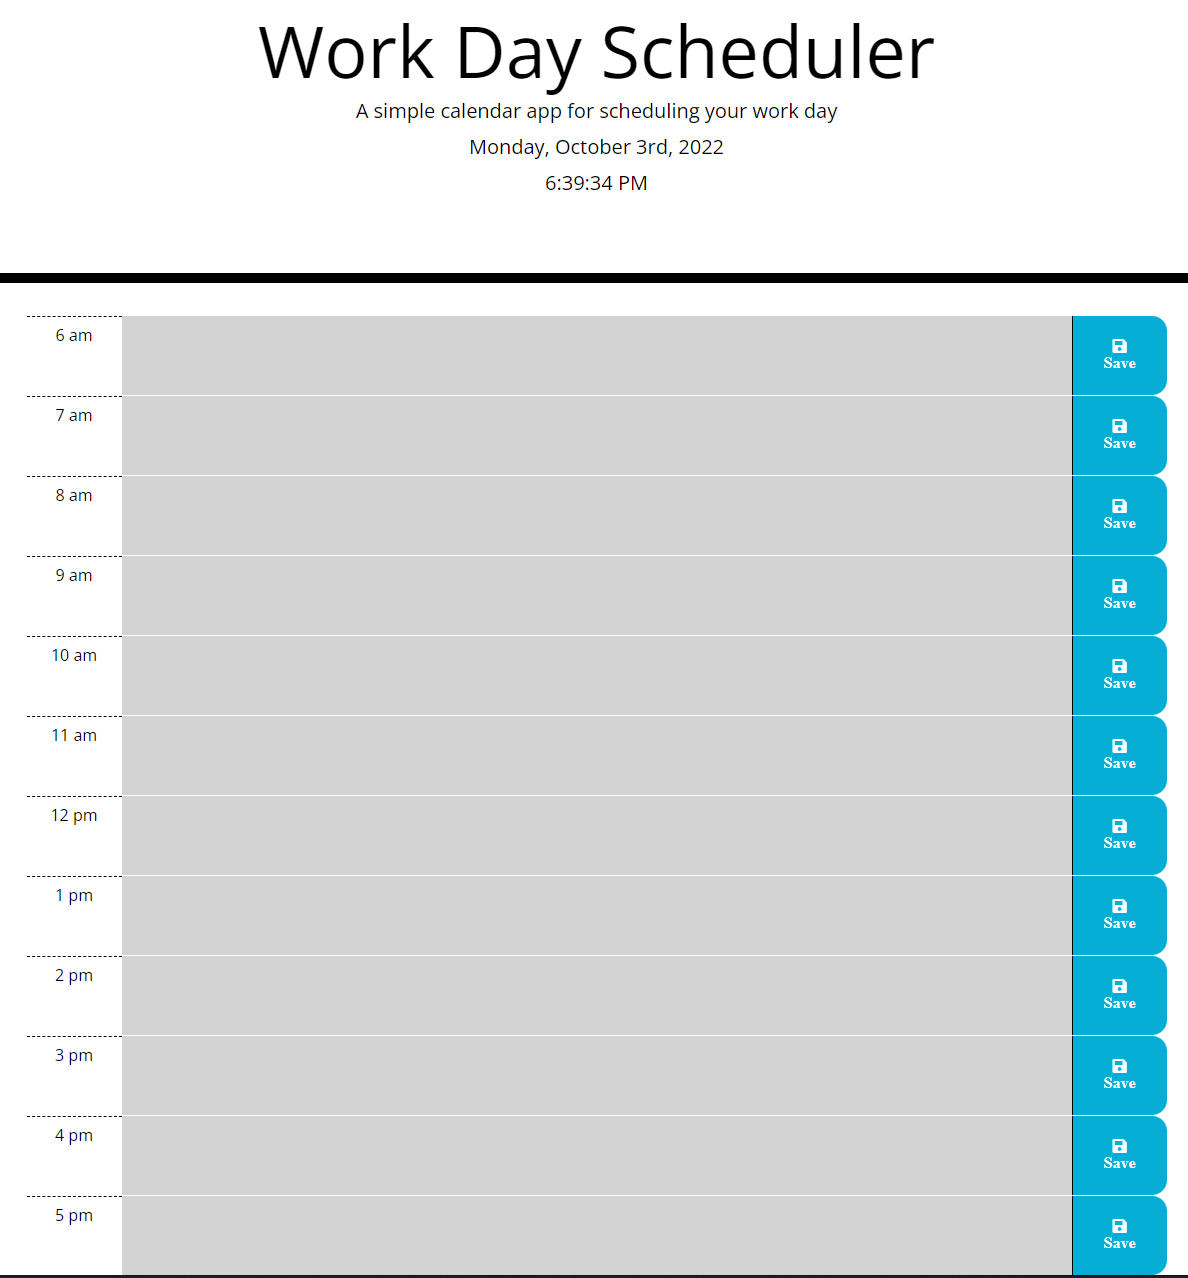 Work Day Scheduler
A simple calendar app for scheduling your work day
Monday, October 3rd, 2022
6:39:34 PM
6 am
Save
7 am
Save
8 am
Save
9 am
Save
10 am
Save
11 am
Save
12 pm
Save
1 pm
Save
2 pm
Save
3 pm
Save
4 pm
Save
5 pm
Save